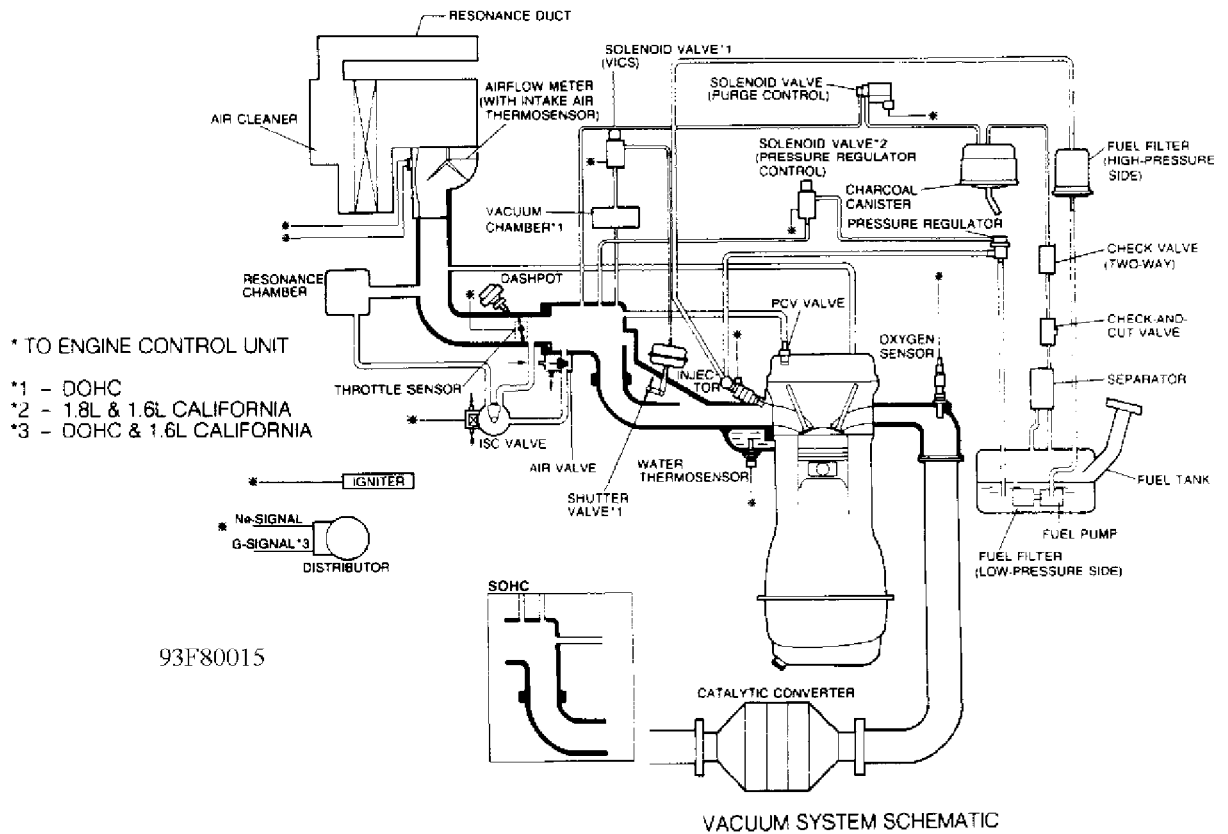 RESONANCE DUCT
SOLENOID VALVE*1
(VICS)
SOLENOID VALVE
(PURGE CONTROL)
AIRFLOW METER
(WITH INTAKE AIR
THERMOSENSOR)
AIR CLEANER
SOLENOID VALVE*2
(PRESSURE REGULATOR
CONTROL)
FUEL FILTER
(HIGH-PRESSURE
SIDE)
CHARCOAL
CANISTER
VACUUM
CHAMBER*1
PRESSURE REGULATOR
CHECK VALVE
(TWO-WAY)
RESONANCE
CHAMBER
DASHPOT
PCV VALVE
CHECK-AND-
CUT VALVE
OXYGEN
SENSOR
* TO ENGINE CONTROL UNIT
*1 - DOHC
*2 - 1.8L & 1.6L CALIFORNIA
*3 - DOHC & 1.6L CALIFORNIA
THROTTLE SENSOR
INJEC-
TOR
SEPARATOR
ISC VALVE
AIR VALVE
WATER
THERMOSENSOR
SHUTTER
VALVE*1
FUEL TANK
IGNITER
Ne-SIGNAL
G-SIGNAL*3
DISTRIBUTOR
FUEL PUMP
FUEL FILTER
(LOW-PRESSURE SIDE)
SOHC
93F80015
CATALYTIC CONVERTER
VACUUM SYSTEM SCHEMATIC